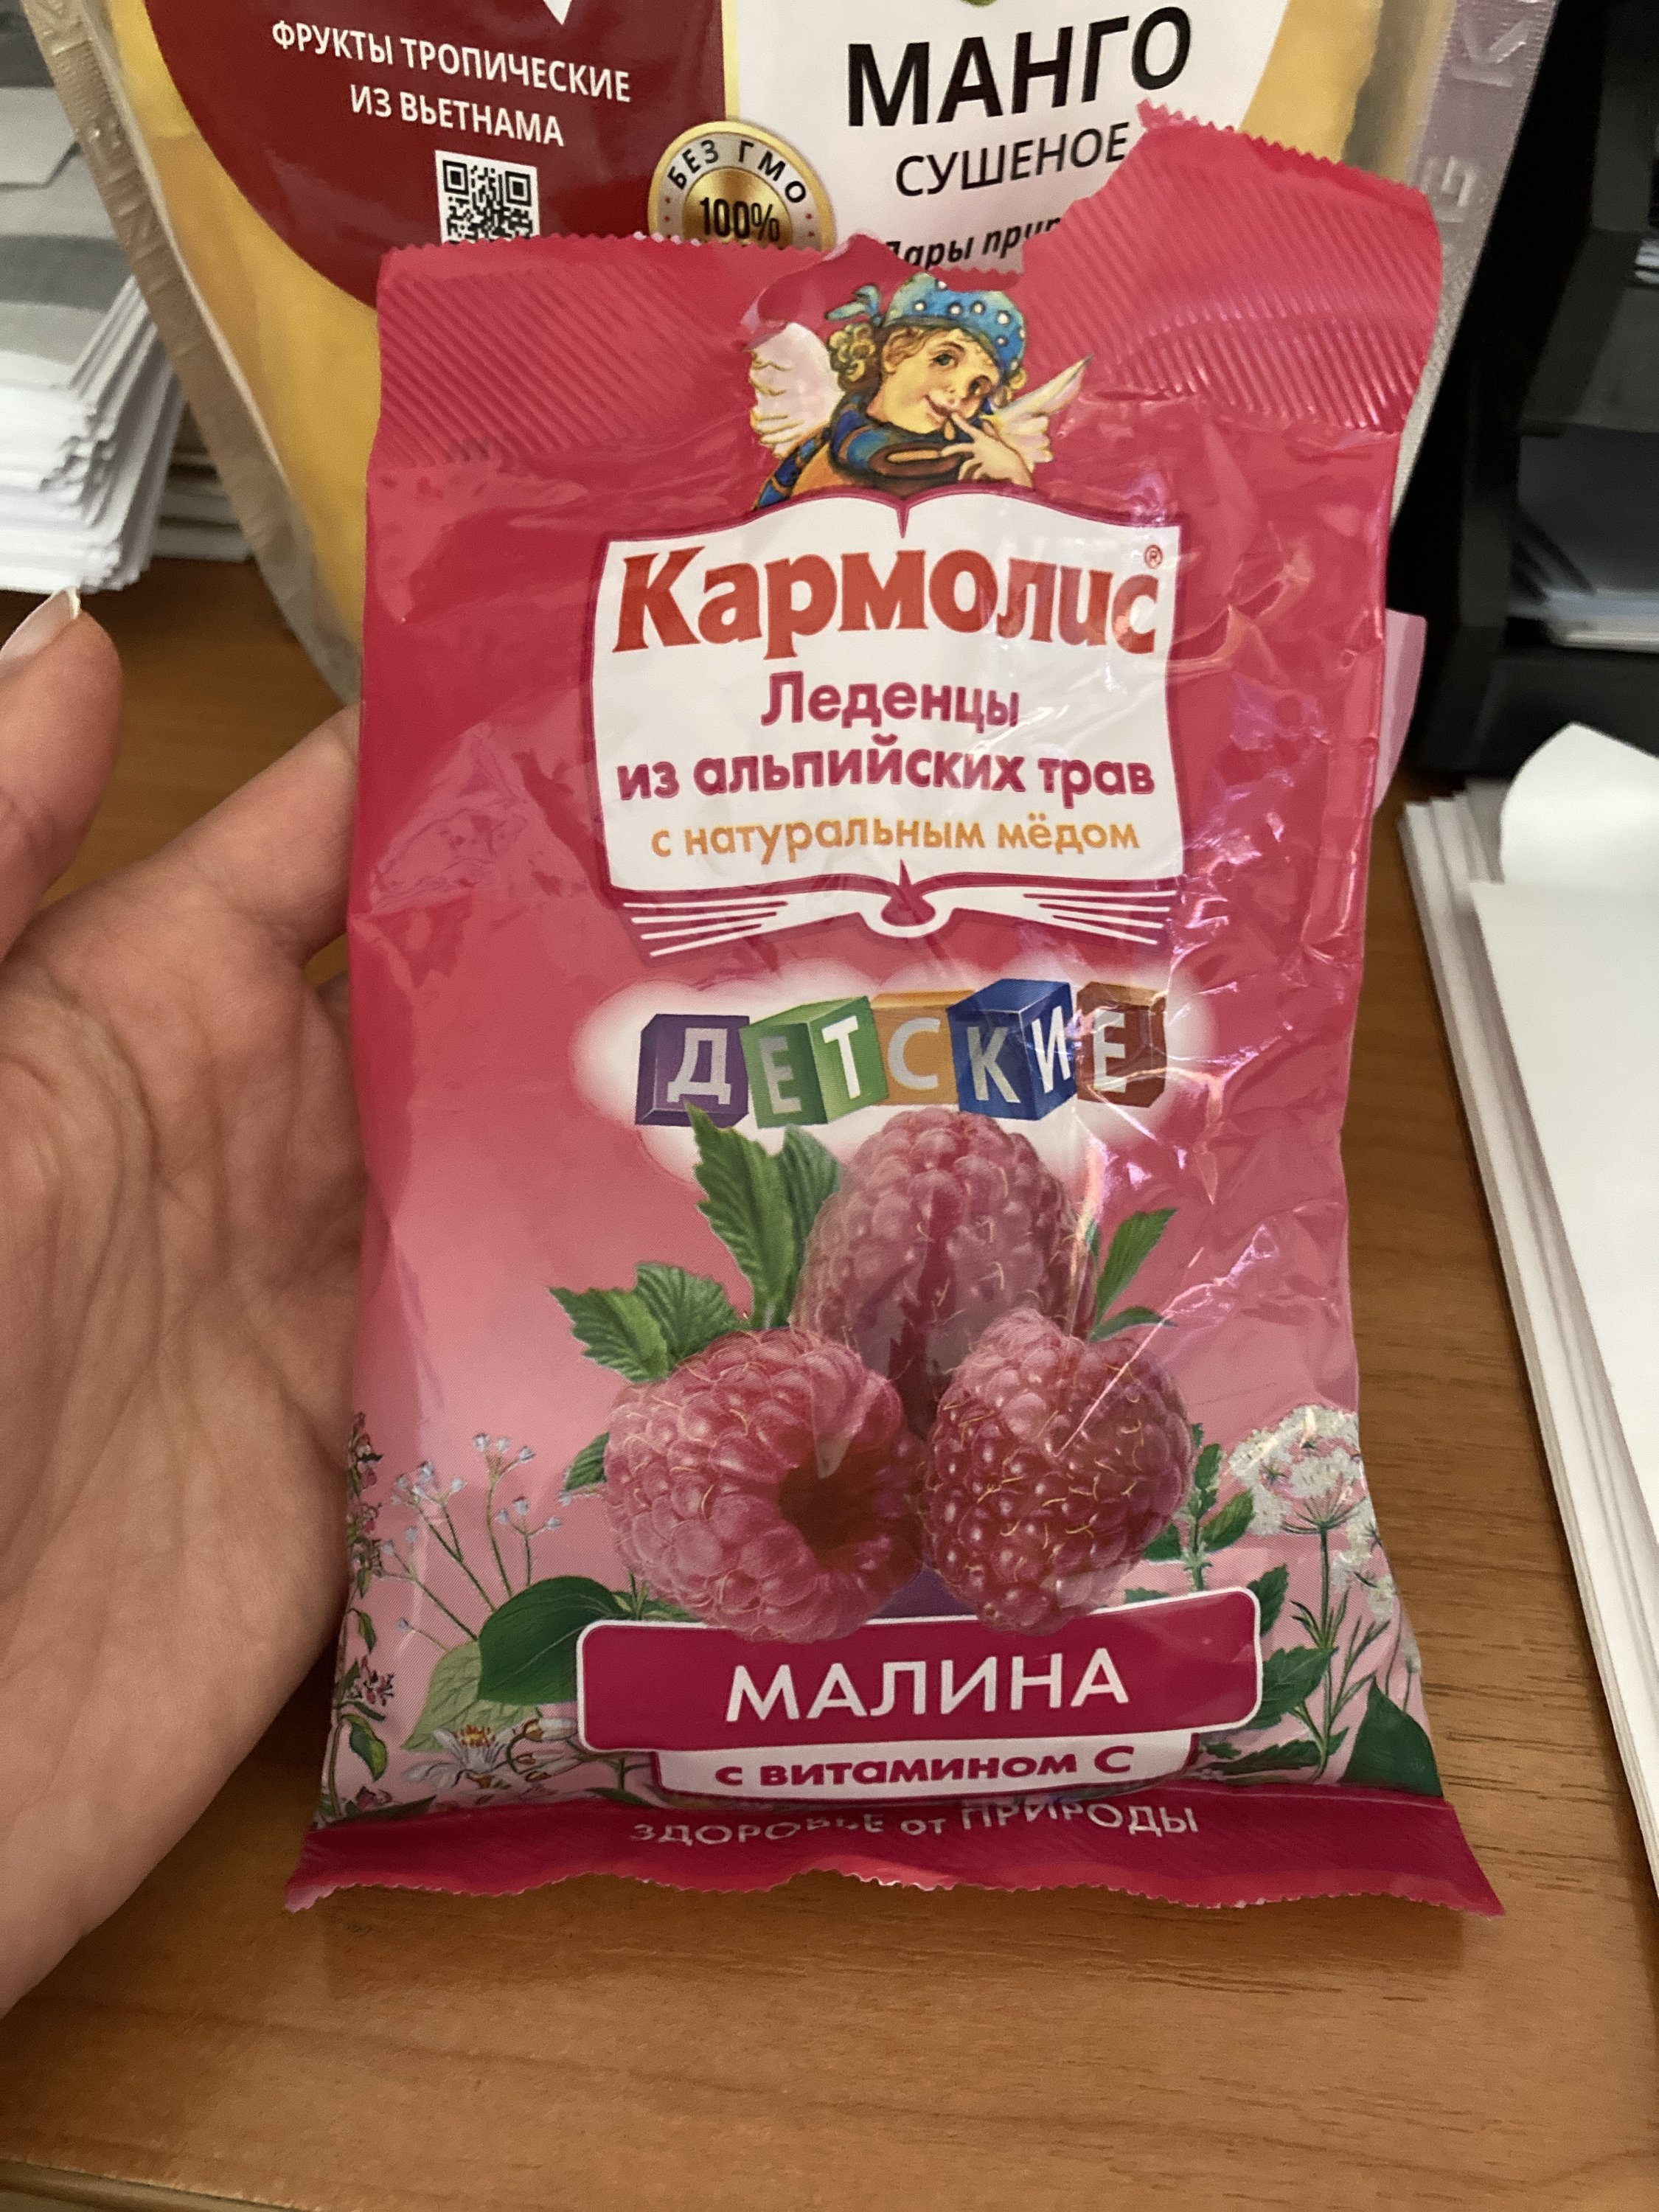 ФРУКТЫ ТРОПИЧЕСКИЕ
ИЗ ВЬЕТНАМА
БЕЗ ГМО
100%
МАНГО
СУШЕНОЕ
Кармолис®
Леденцы
из альпийских трав
с натуральным мёдом
ДЕТСКИЕ
МАЛИНА
с витамином С
ЗДОРОВЬЕ от ПРИРОДЫ